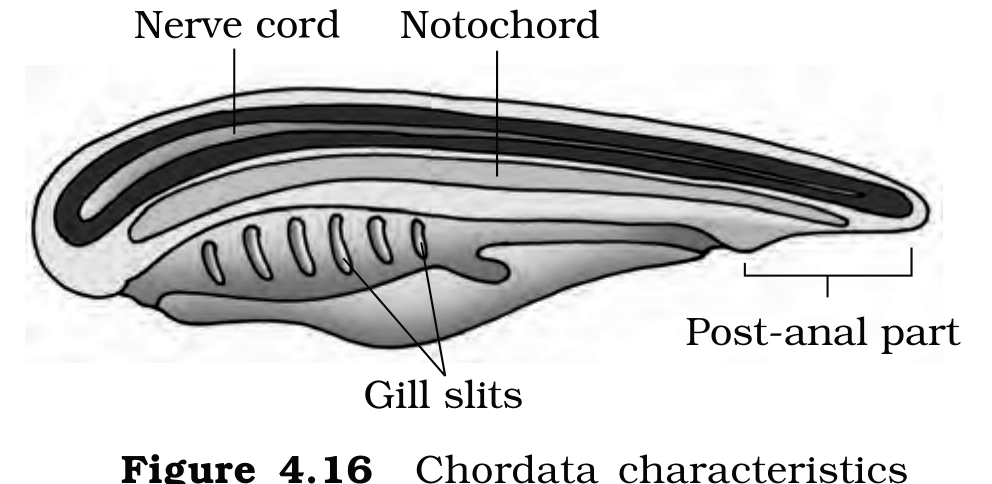 Nerve cord Notochord
Post-anal part
Gill slits
Figure 4.16 Chordata characteristics